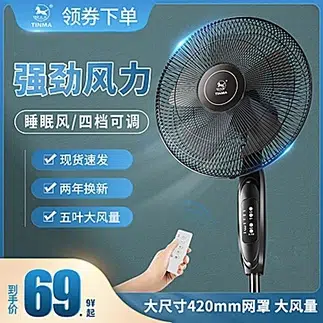 TINMA
领券下单
强劲风力
睡眠风/四档可调
现货速发
两年换新
五叶大风量
TINMA
到手价 69.9¥起
大尺寸420mm网罩 大风量